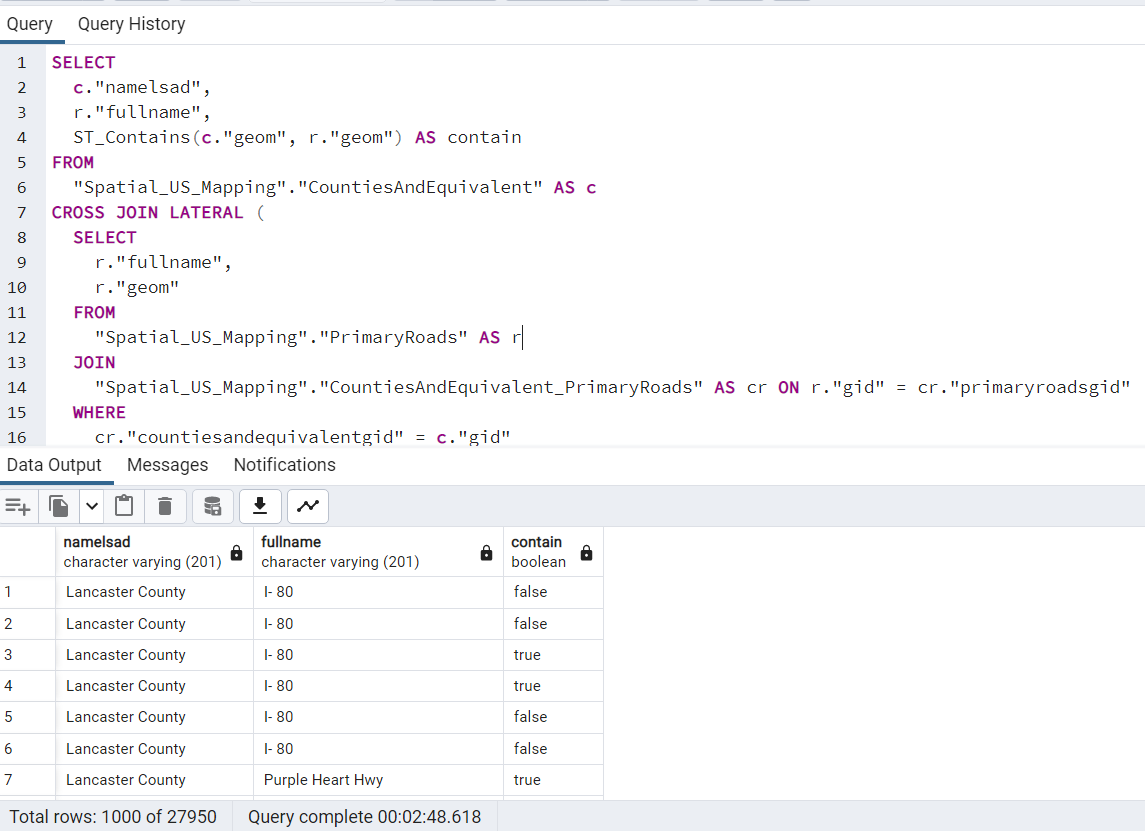 Query Query History
1 SELECT
2 c."namelsad",
3 r."fullname",
4 ST_Contains(c."geom", r."geom") AS contain
5 FROM
6 "Spatial_US_Mapping"."CountiesAndEquivalent" AS c
7 CROSS JOIN LATERAL (
8 SELECT
9 r."fullname",
10 r."geom"
11 FROM
12 "Spatial_US_Mapping"."PrimaryRoads" AS r
13 JOIN
14 "Spatial_US_Mapping"."CountiesAndEquivalent_PrimaryRoads" AS cr ON r."gid" = cr."primaryroadsgid"
15 WHERE
16 cr."countiesandequivalentgid" = c."gid"
Data Output Messages Notifications
namelsad fullname contain
character varying (201) character varying (201) boolean
1 Lancaster County I- 80 false
2 Lancaster County I- 80 false
3 Lancaster County I- 80 true
4 Lancaster County I- 80 true
5 Lancaster County I- 80 false
6 Lancaster County I- 80 false
7 Lancaster County Purple Heart Hwy true
Total rows: 1000 of 27950 Query complete 00:02:48.618